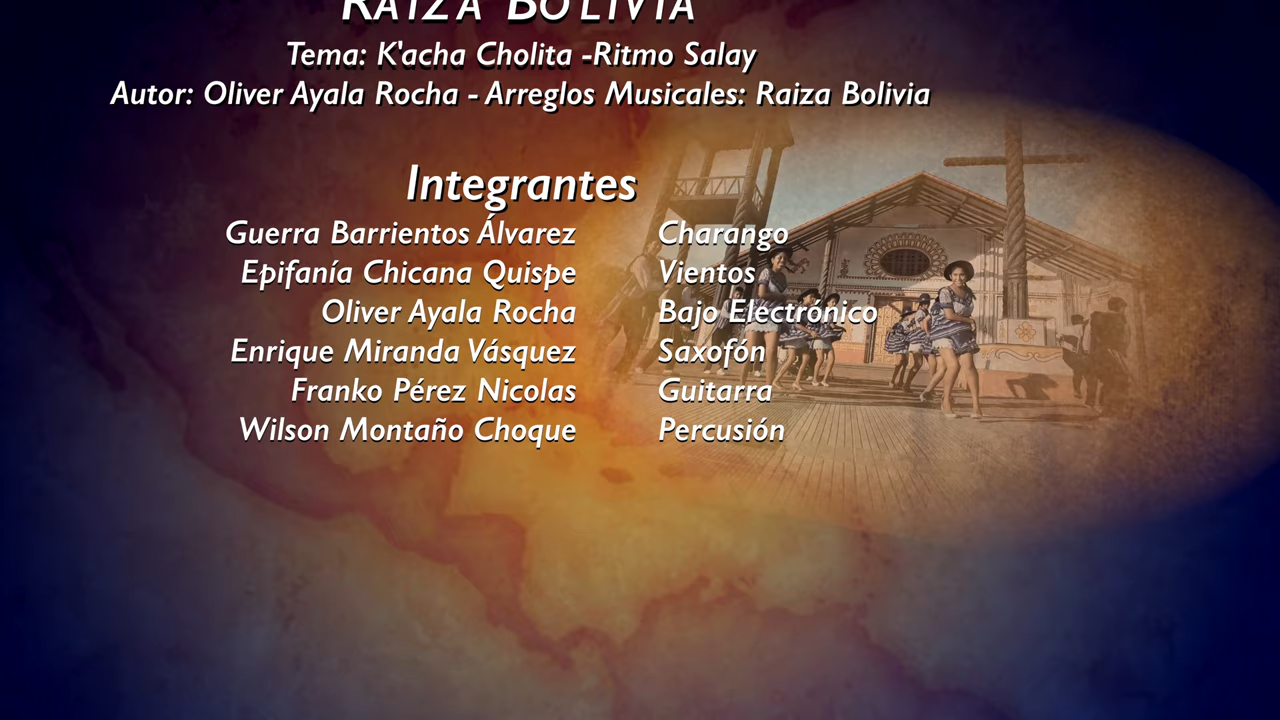 RAIZA BOLIVIA
Tema: K'acha Cholita -Ritmo Salay
Autor: Oliver Ayala Rocha - Arreglos Musicales: Raiza Bolivia
Integrantes
Guerra Barrientos Álvarez Charango
Epifanía Chicana Quispe Vientos
Oliver Ayala Rocha Bajo Electrónico
Enrique Miranda Vásquez Saxofón
Franko Pérez Nicolas Guitarra
Wilson Montaño Choque Percusión